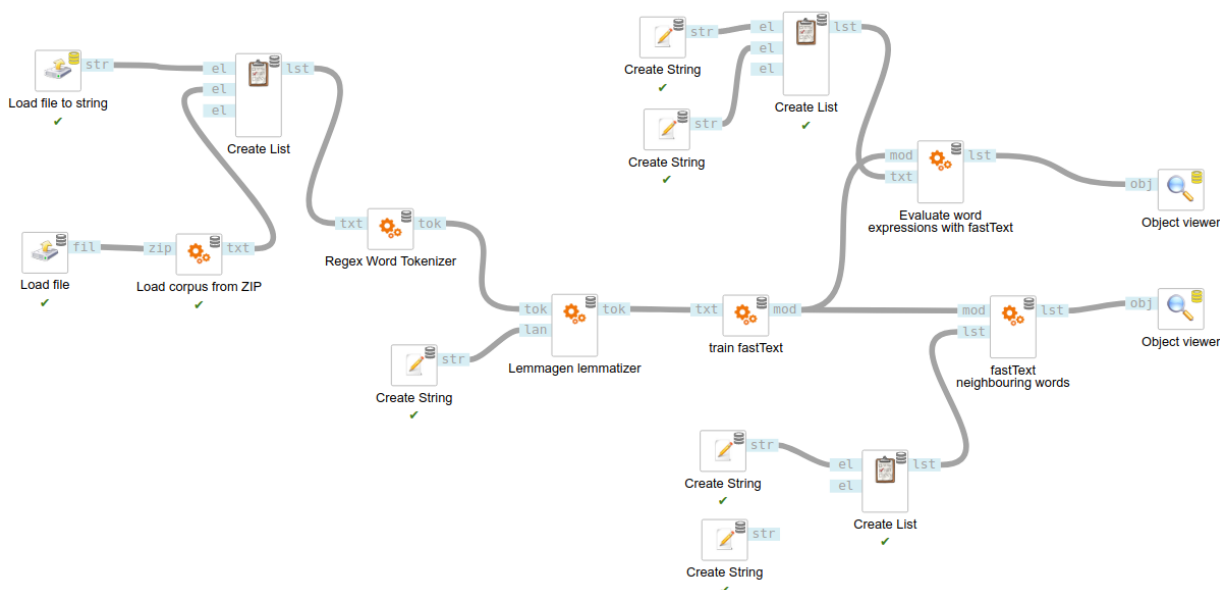 str
Load file to string
✔
el
el
el
lst
Create List
fil
Load file
✔
zip
txt
Load corpus from ZIP
✔
txt
tok
Regex Word Tokenizer
str
Create String
✔
tok
lan
tok
Lemmagen lemmatizer
txt
mod
train fastText
str
Create String
✔
str
Create String
✔
el
el
el
lst
Create List
✔
mod
txt
lst
Evaluate word
expressions with fastText
obj
Object viewer
mod
lst
lst
fastText
neighbouring words
obj
Object viewer
str
Create String
✔
el
el
lst
Create List
✔
str
Create String
✔